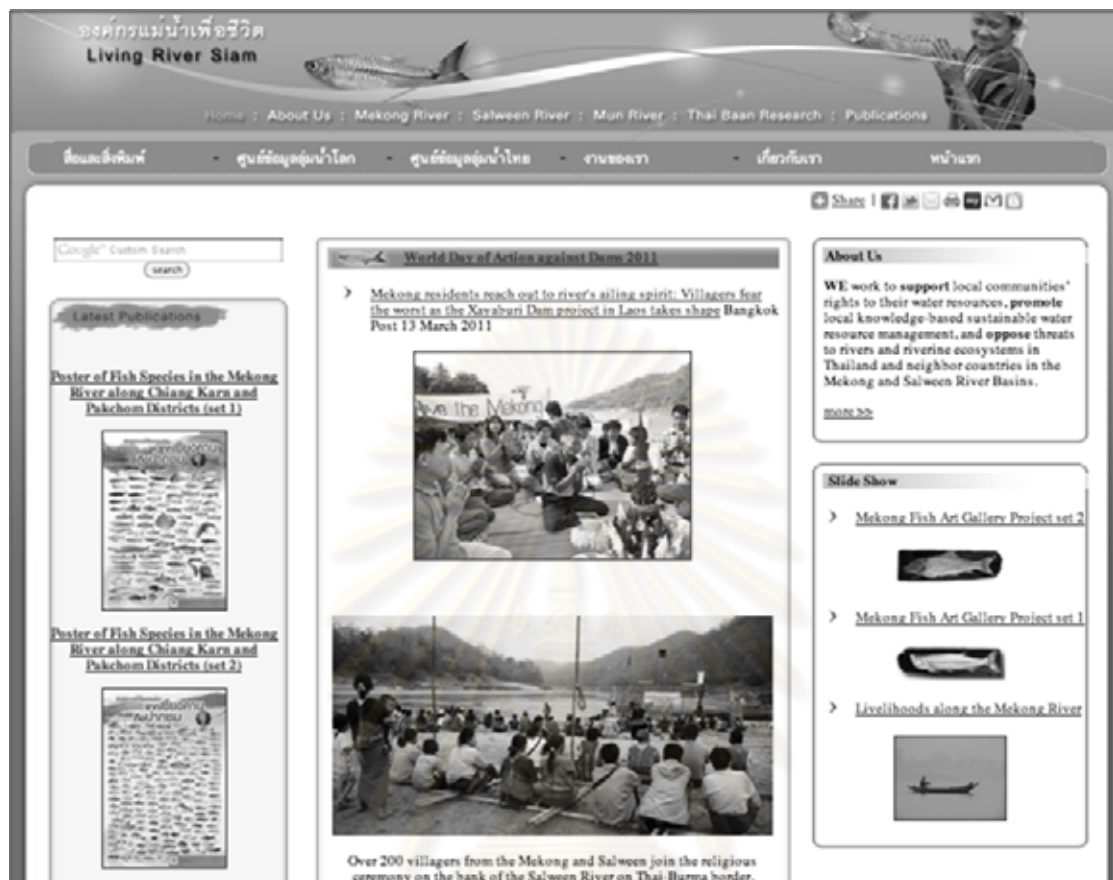 องค์กรแม่น้ำเพื่อชีวิต
Living River Siam
Home : About Us : Mekong River : Salween River : Mun River : Thai Baan Research : Publications
สื่อและสิ่งพิมพ์ - ศูนย์ข้อมูลลุ่มน้ำโลก - ศูนย์ข้อมูลลุ่มน้ำไทย - งานของเรา - เกี่ยวกับเรา หน้าแรก
Share |
Google™ Custom Search
search
Latest Publications
Poster of Fish Species in the Mekong
River along Chiang Karn and
Pakchom Districts (set 1)
Poster of Fish Species in the Mekong
River along Chiang Karn and
Pakchom Districts (set 2)
World Day of Action against Dams 2011
Mekong residents reach out to river's ailing spirit: Villagers fear
the worst as the Xayaburi Dam project in Laos takes shape Bangkok
Post 13 March 2011
the Mekong
Over 200 villagers from the Mekong and Salween join the religious
ceremony on the bank of the Salween River on Thai-Burma border.
About Us
WE work to support local communities'
rights to their water resources, promote
local knowledge-based sustainable water
resource management, and oppose threats
to rivers and riverine ecosystems in
Thailand and neighbor countries in the
Mekong and Salween River Basins.
more >>
Slide Show
Mekong Fish Art Gallery Project set 2
Mekong Fish Art Gallery Project set 1
Livelihoods along the Mekong River